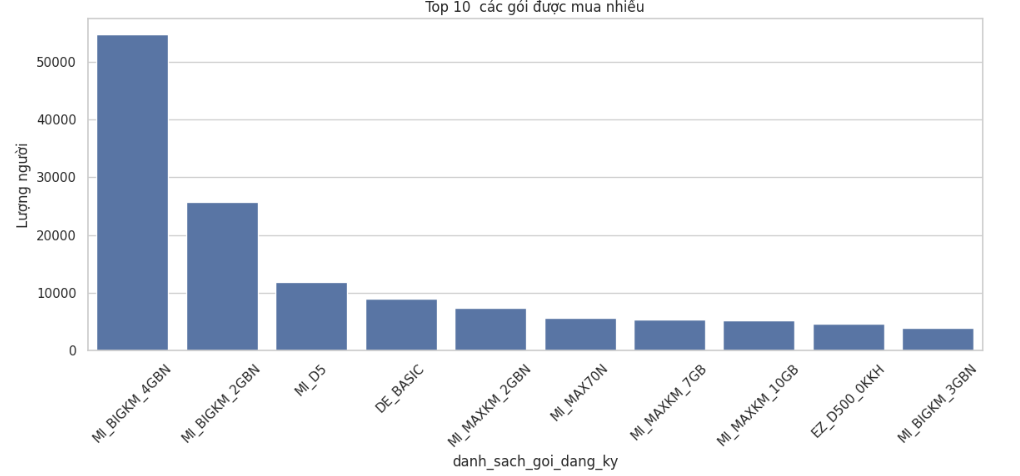 Top 10  các gói được mua nhiều
Lượng người
50000
40000
30000
20000
10000
0
MI_BIGKM_4GBN
MI_BIGKM_2GBN
MI_D5
DE_BASIC
MI_MAXKM_2GBN
MI_MAX70N
MI_MAXKM_7GB
MI_MAXKM_10GB
EZ_D500_0KKH
MI_BIGKM_3GBN
danh_sach_goi_dang_ky